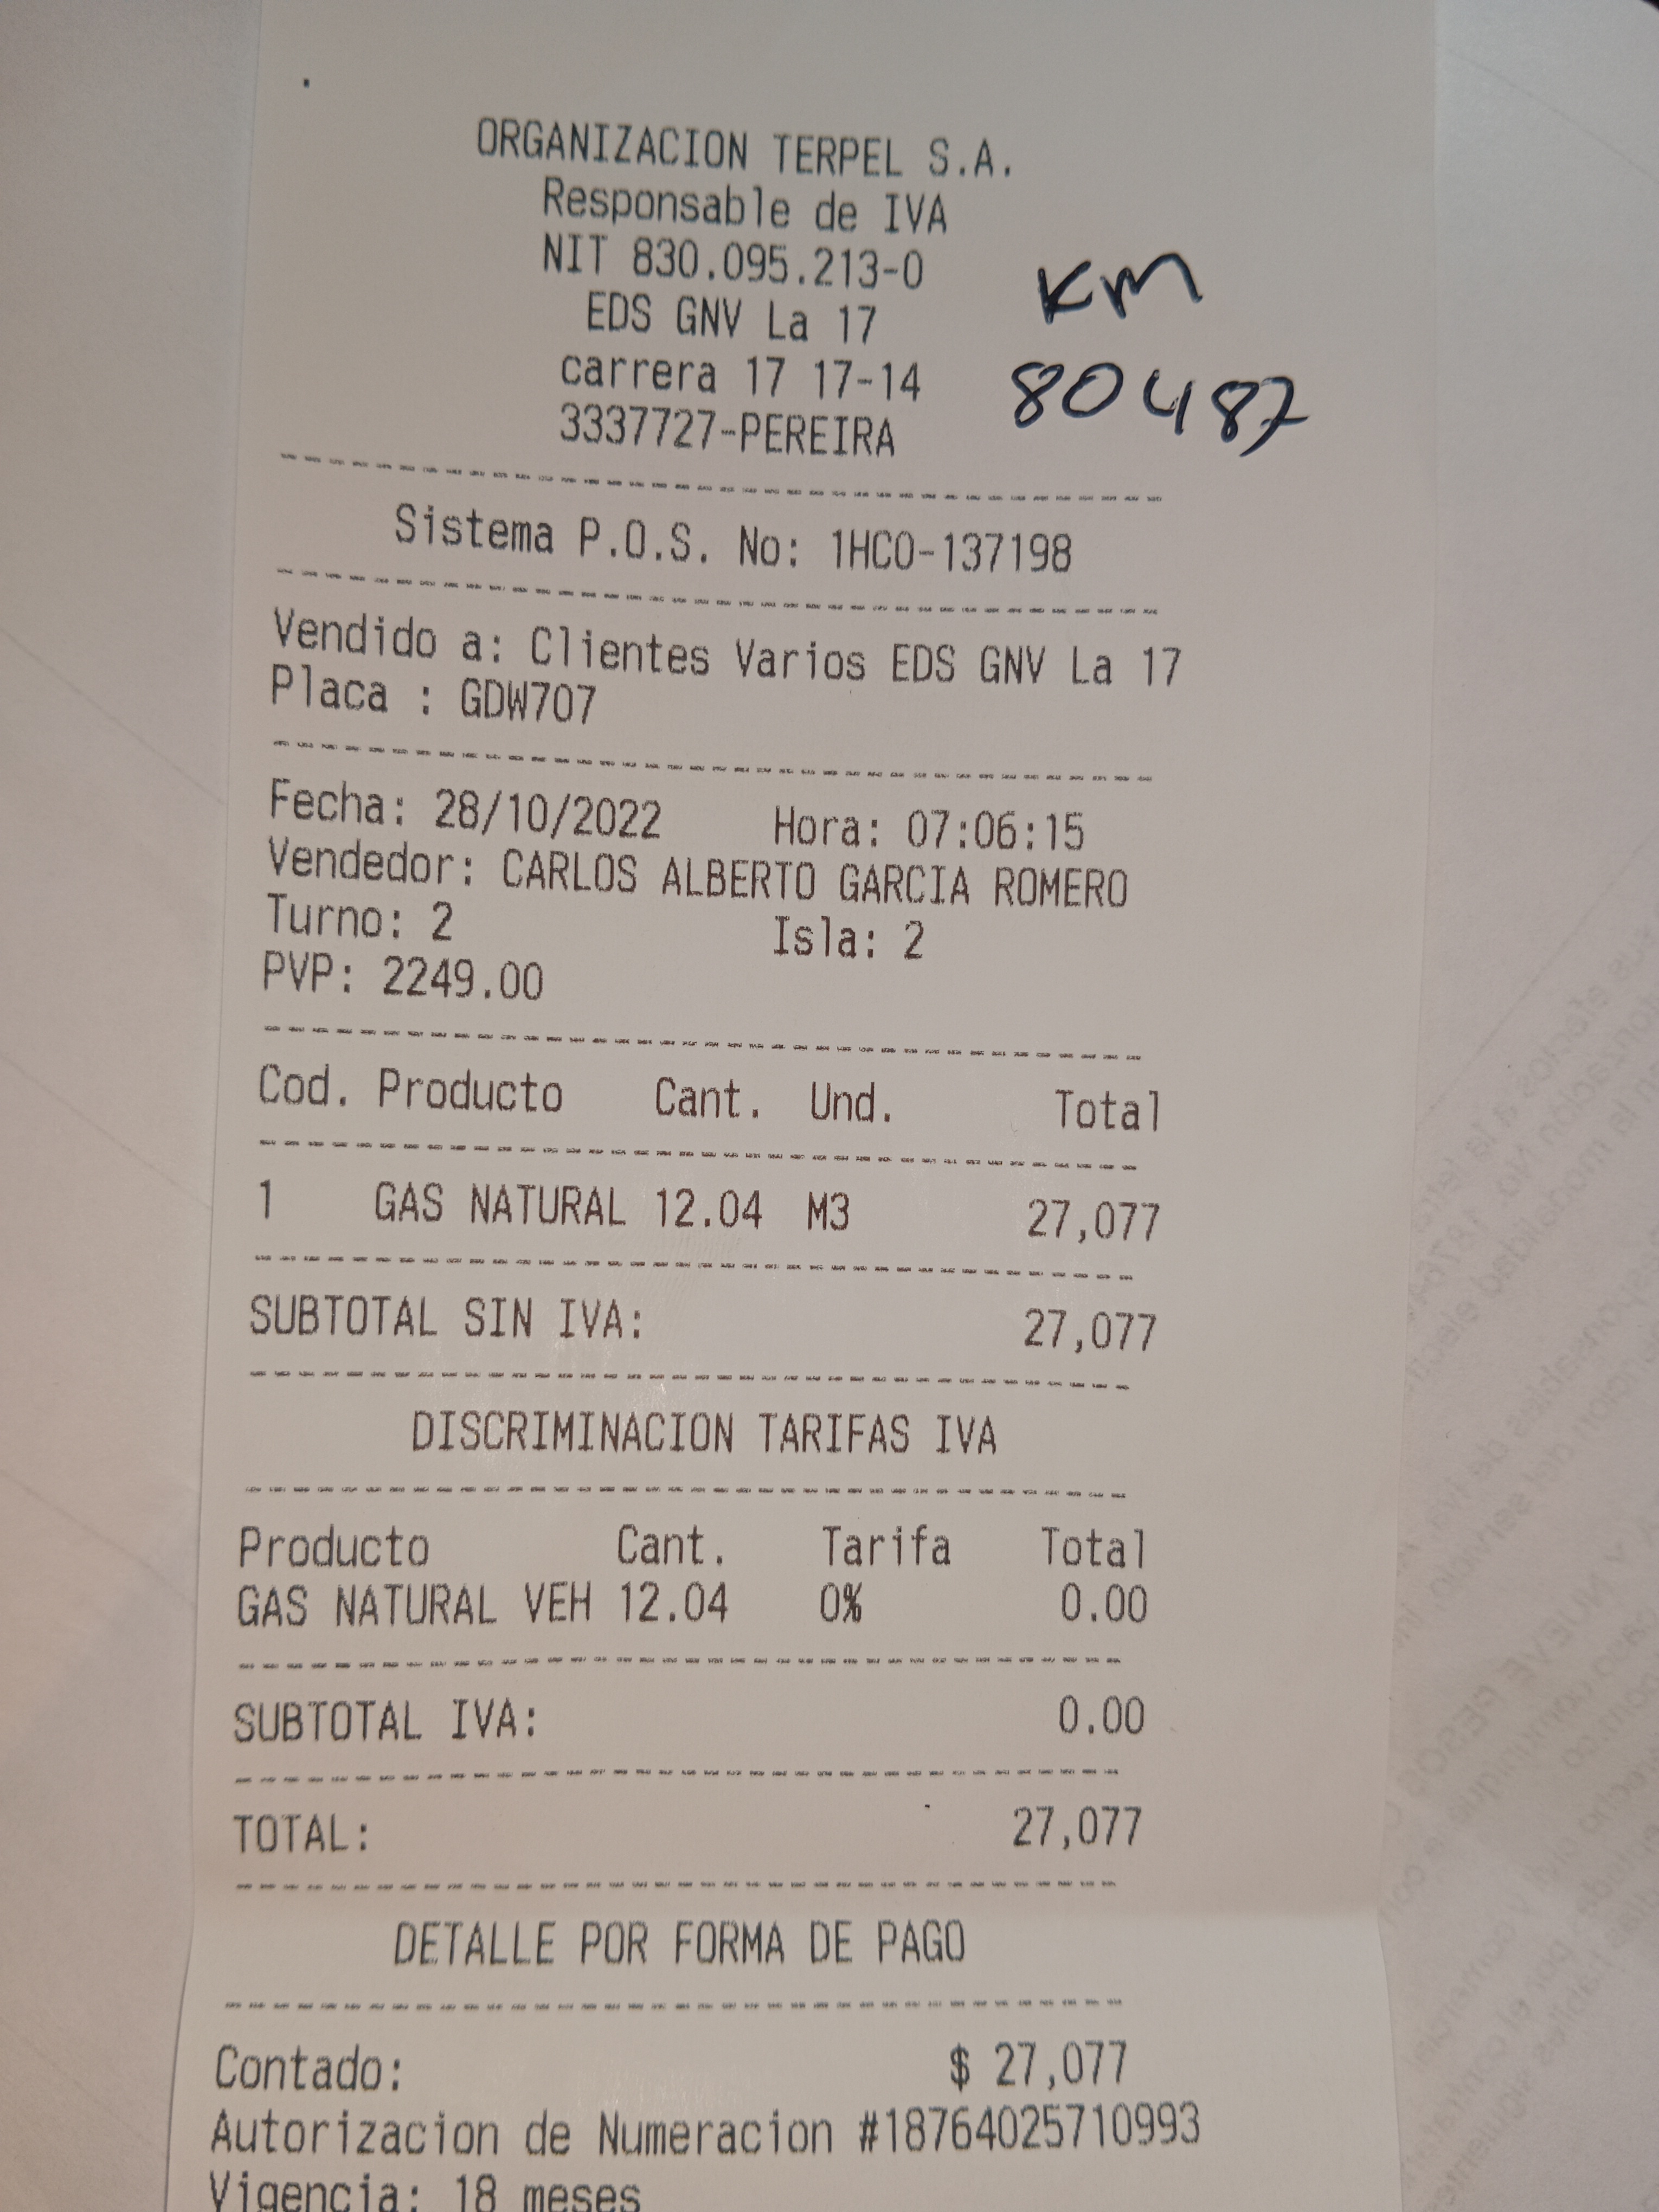 ORGANIZACION TERPEL S.A.
Responsable de IVA
NIT 830.095.213-0
EDS GNV La 17
carrera 17 17-14
3337727-PEREIRA
KM
80487
Sistema P.O.S. No: 1HCO-137198
Vendido a: Clientes Varios EDS GNV La 17
Placa : GDW707
Fecha: 28/10/2022 Hora: 07:06:15
Vendedor: CARLOS ALBERTO GARCIA ROMERO
Turno: 2 Isla: 2
PVP: 2249.00
Cod. Producto Cant. Und. Total
1 GAS NATURAL 12.04 M3 27,077
SUBTOTAL SIN IVA: 27,077
DISCRIMINACION TARIFAS IVA
Producto Cant. Tarifa Total
GAS NATURAL VEH 12.04 0% 0.00
SUBTOTAL IVA: 0.00
TOTAL: 27,077
DETALLE POR FORMA DE PAGO
Contado: $ 27,077
Autorizacion de Numeracion #18764025710993
Vigencia: 18 meses